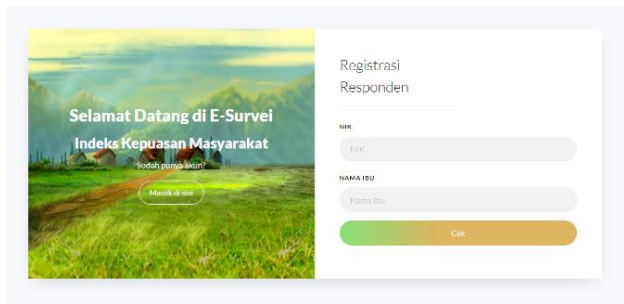 Selamat Datang di E-Survei
Indeks Kepuasan Masyarakat
Sudah punya akun?
Masuk di sini
Registrasi
Responden
NIK
NIK
NAMA IBU
Nama Ibu
Cek